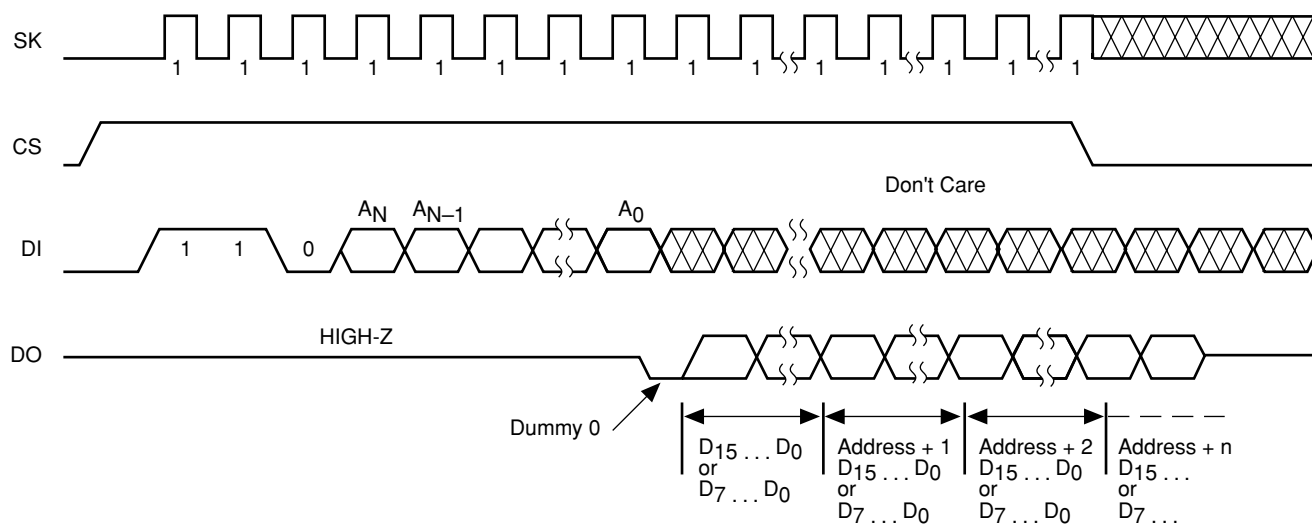 SK
1 1 1 1 1 1 1 1 1 1 1 1 1 1 1
CS
Don't Care
DI
1 1 0 A_N A_N–1 A_0
DO
HIGH-Z
Dummy 0
D15 . . . D0
or
D7 . . . D0
Address + 1
D15 . . . D0
or
D7 . . . D0
Address + 2
D15 . . . D0
or
D7 . . . D0
Address + n
D15 . . .
or
D7 . . .